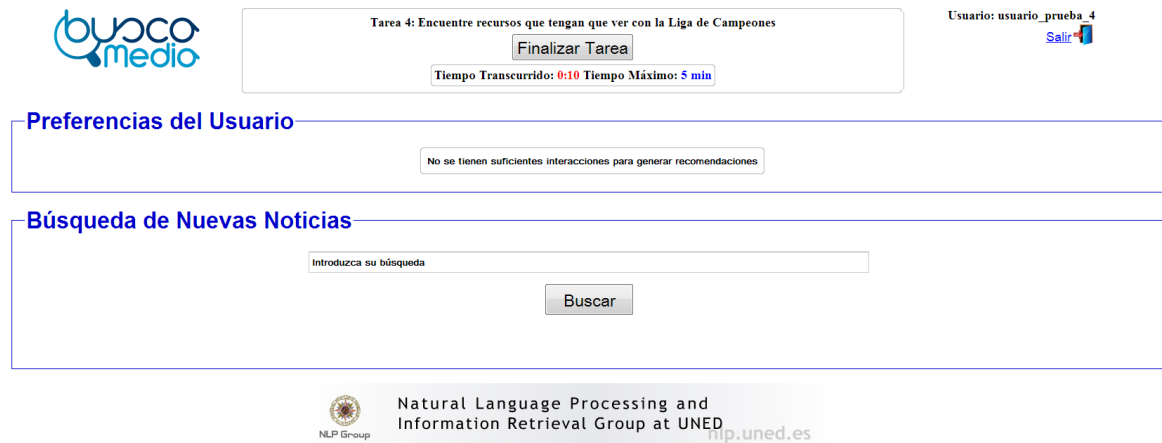 busca
medio
Tarea 4: Encuentre recursos que tengan que ver con la Liga de Campeones
Finalizar Tarea
Tiempo Transcurrido: 0:10 Tiempo Máximo: 5 min
Usuario: usuario_prueba_4
Salir
Preferencias del Usuario
No se tienen suficientes interacciones para generar recomendaciones
Búsqueda de Nuevas Noticias
Introduzca su búsqueda
Buscar
NLP Group
Natural Language Processing and
Information Retrieval Group at UNED
nlp.uned.es